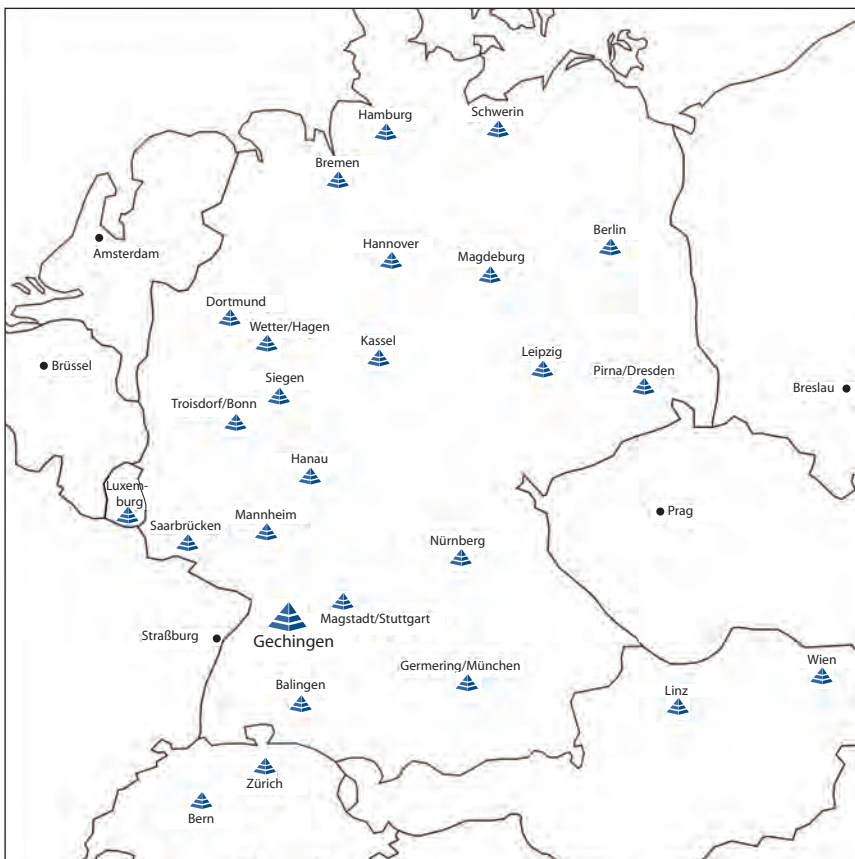 Hamburg
Schwerin
Bremen
Berlin
Hannover
Magdeburg
Amsterdam
Dortmund
Wetter/Hagen
Kassel
Leipzig
Brüssel
Pirna/Dresden
Siegen
Breslau
Troisdorf/Bonn
Hanau
Luxem-
burg
Mannheim
Prag
Saarbrücken
Nürnberg
Magstadt/Stuttgart
Straßburg
Gechingen
Germering/München
Wien
Balingen
Linz
Zürich
Bern